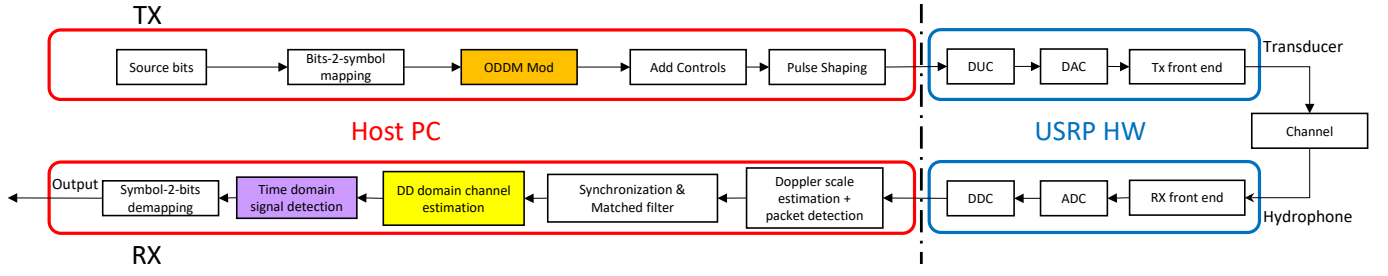 TX
Source bits
Bits-2-symbol
mapping
ODDM Mod
Add Controls
Pulse Shaping
DUC
DAC
Tx front end
Transducer
Host PC
USRP HW
Channel
Output
Symbol-2-bits
demapping
Time domain
signal detection
DD domain channel
estimation
Synchronization &
Matched filter
Doppler scale
estimation +
packet detection
DDC
ADC
RX front end
Hydrophone
RX